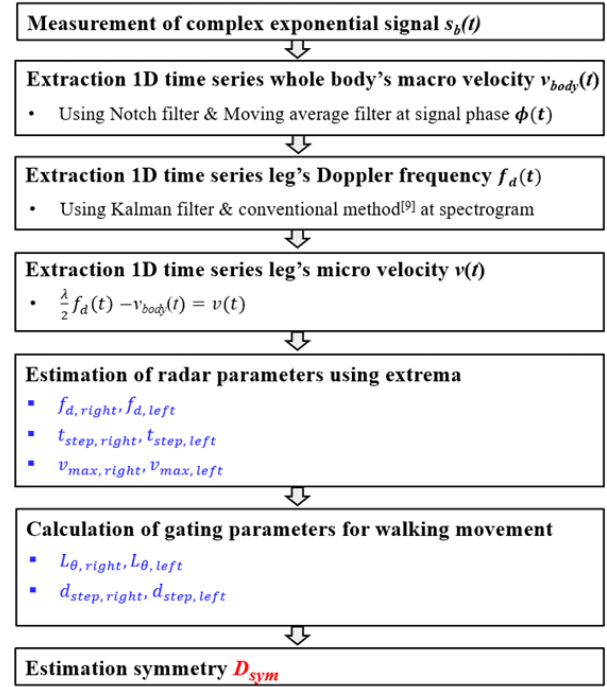 Measurement of complex exponential signal s_b(t)
Extraction 1D time series whole body's macro velocity v_body(t)
• Using Notch filter & Moving average filter at signal phase ϕ(t)
Extraction 1D time series leg's Doppler frequency f_d(t)
• Using Kalman filter & conventional method[9] at spectrogram
Extraction 1D time series leg's micro velocity v(t)
• λ/2 f_d(t) −v_body(t) = v(t)
Estimation of radar parameters using extrema
▪ f_d,right, f_d,left
▪ t_step,right, t_step,left
▪ v_max,right, v_max,left
Calculation of gating parameters for walking movement
▪ L_θ,right, L_θ,left
▪ d_step,right, d_step,left
Estimation symmetry D_sym